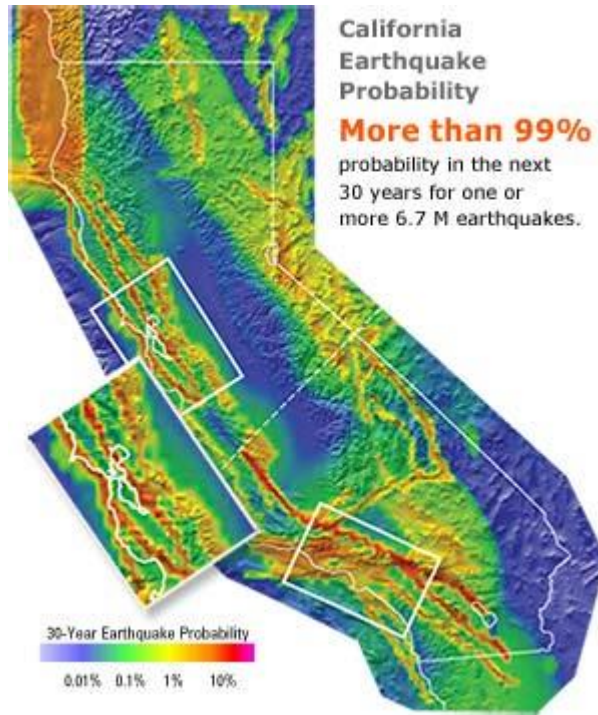 California
Earthquake
Probability
More than 99%
probability in the next
30 years for one or
more 6.7 M earthquakes.
30-Year Earthquake Probability
0.01% 0.1% 1% 10%